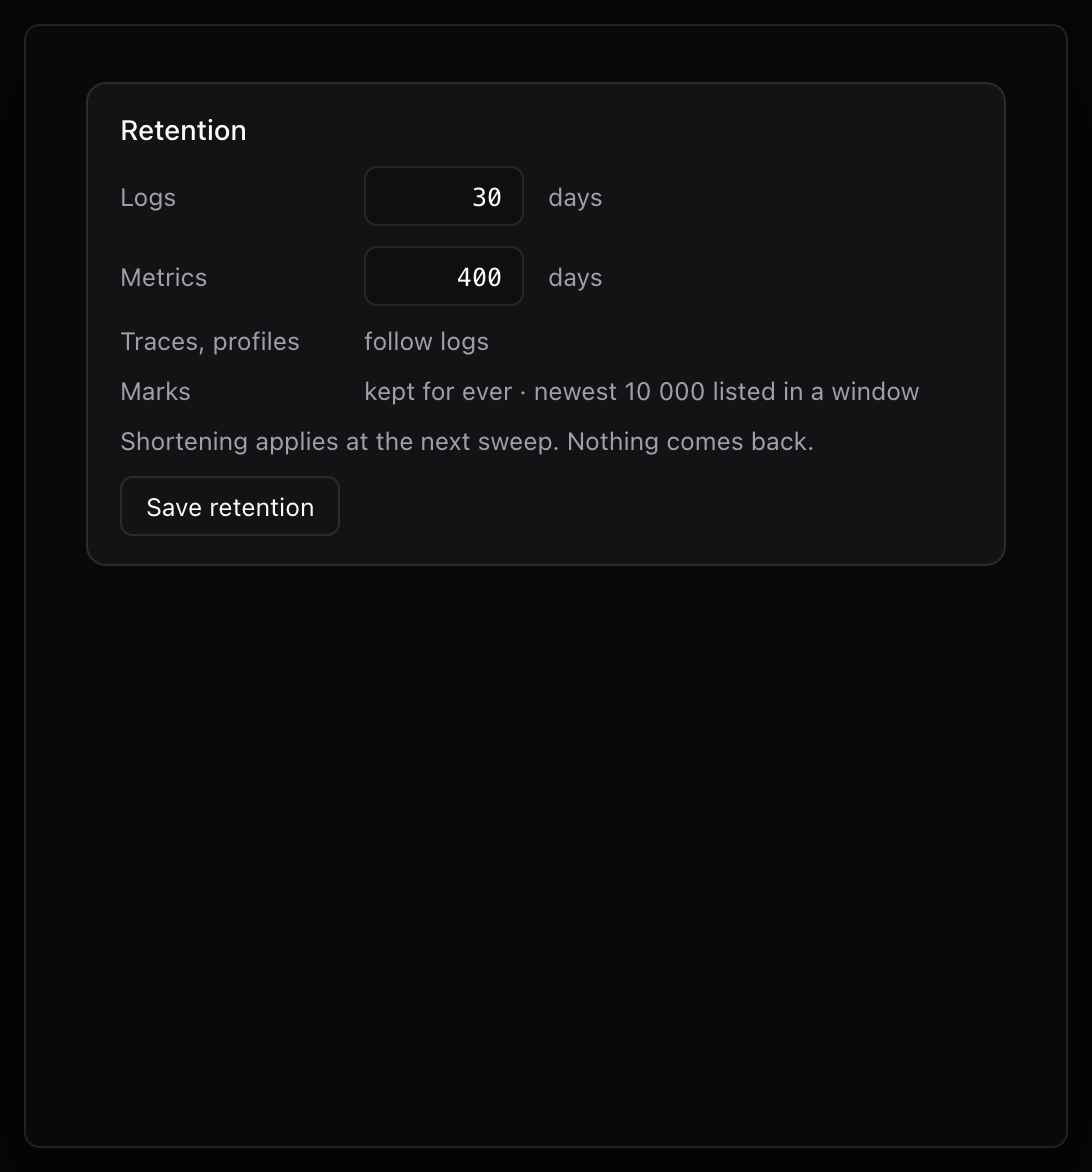 Retention
Logs 30 days
Metrics 400 days
Traces, profiles follow logs
Marks kept for ever · newest 10 000 listed in a window
Shortening applies at the next sweep. Nothing comes back.
Save retention